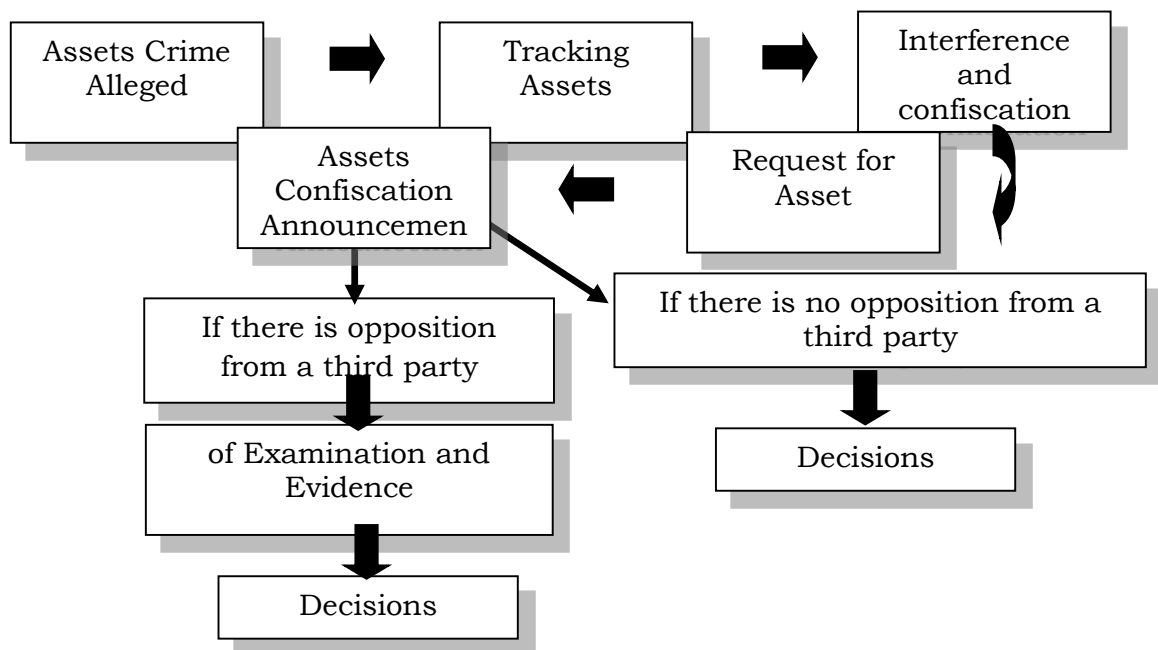 Assets Crime
Alleged
Tracking
Assets
Interference
and
confiscation
Request for
Asset
Assets
Confiscation
Announcemen
If there is opposition
from a third party
If there is no opposition from a
third party
of Examination and
Evidence
Decisions
Decisions